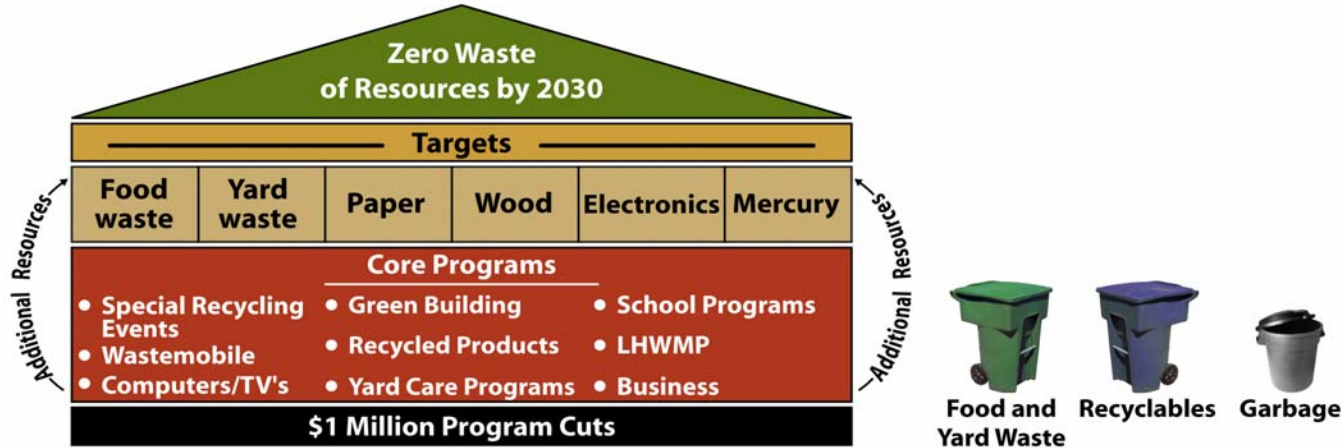 Zero Waste
of Resources by 2030
Targets
Food
waste
Yard
waste
Paper
Wood
Electronics
Mercury
Additional Resources
Additional Resources
Core Programs
• Special Recycling
Events
• Wastemobile
• Computers/TV's
• Green Building
• Recycled Products
• Yard Care Programs
• School Programs
• LHWMP
• Business
$1 Million Program Cuts
Food and
Yard Waste
Recyclables
Garbage